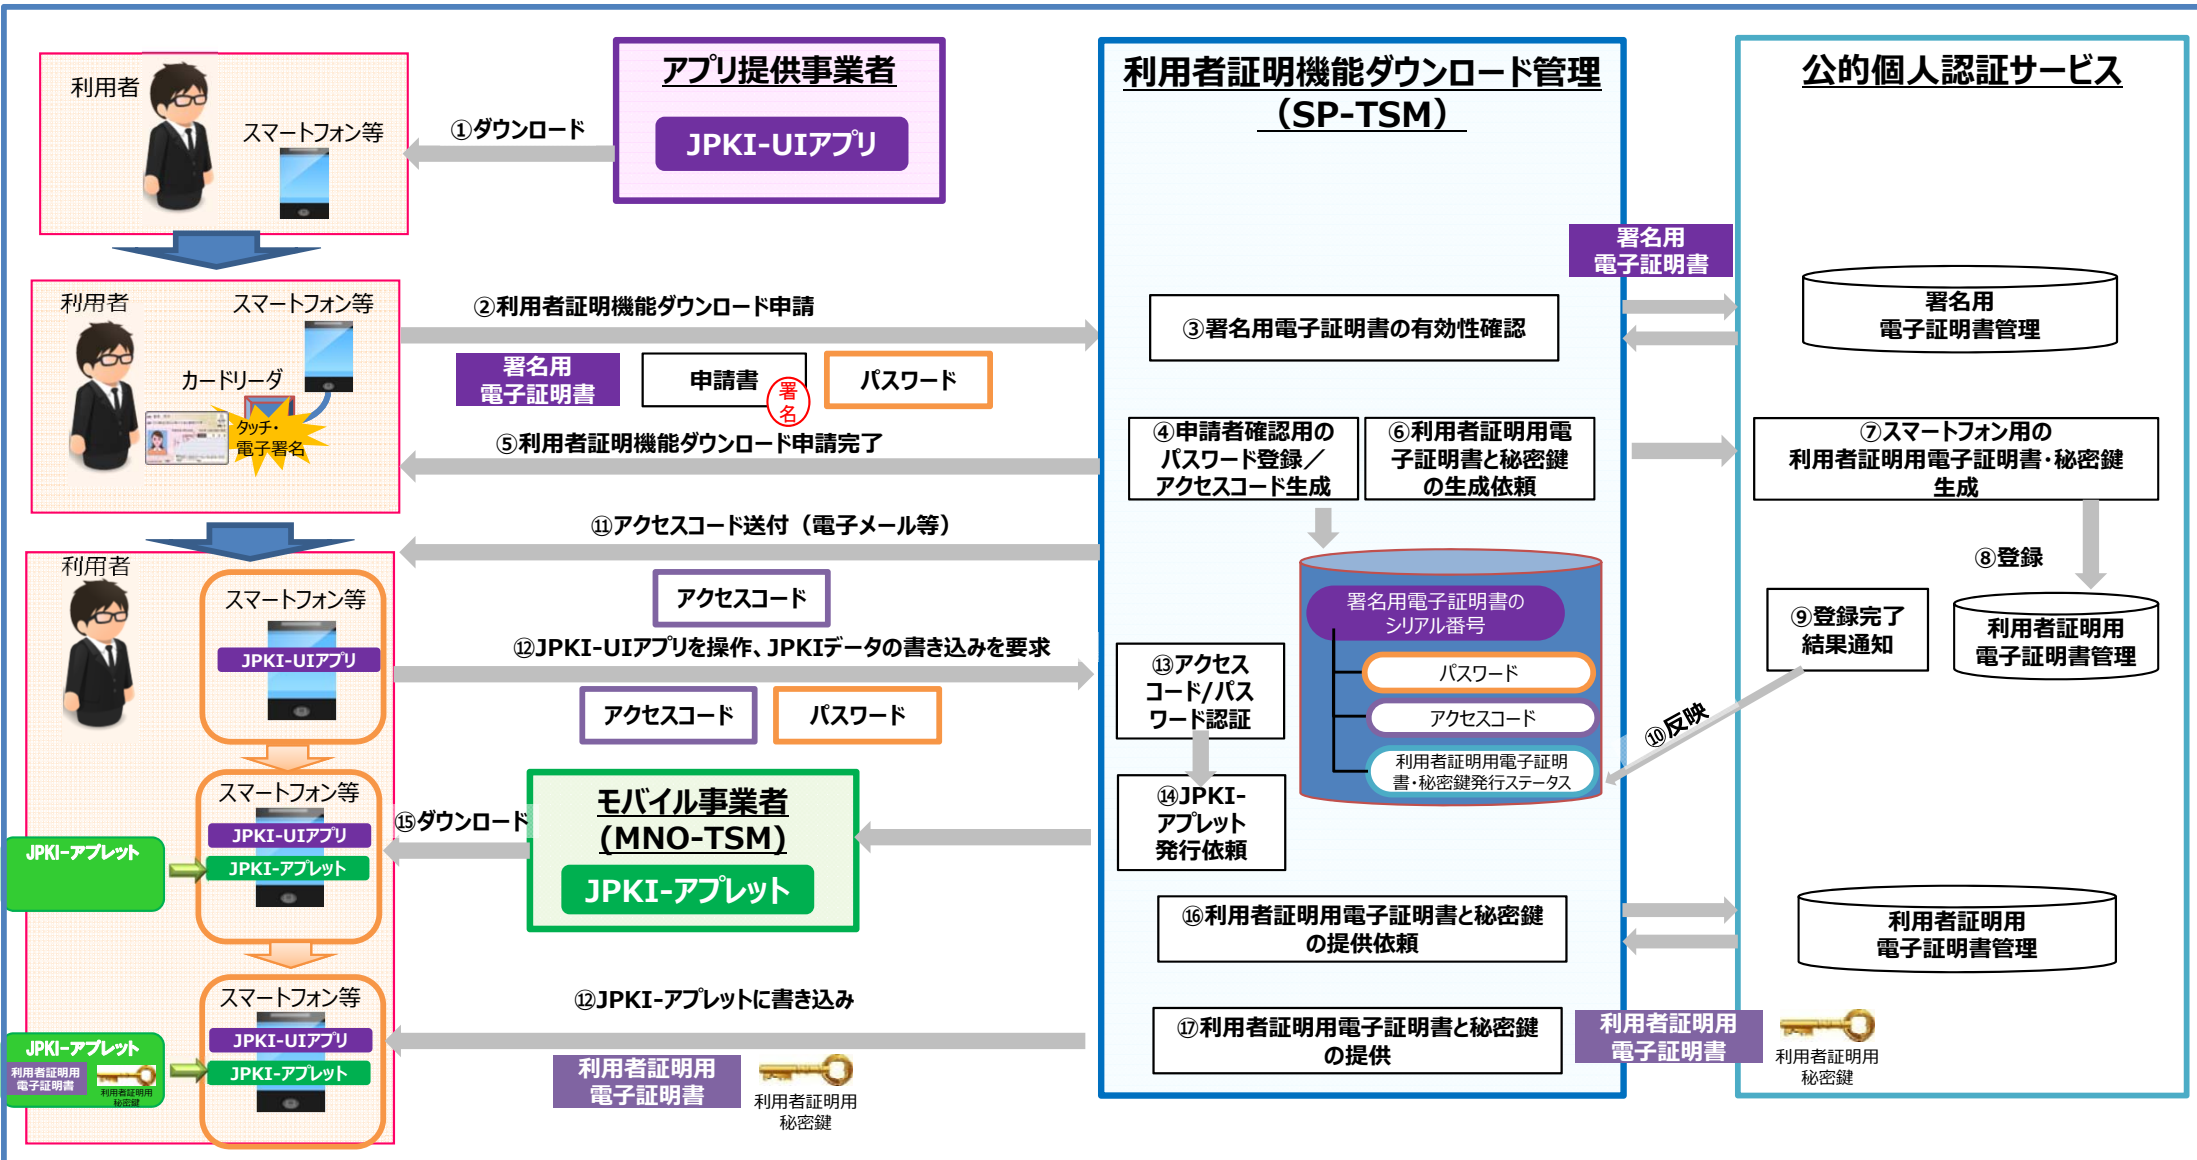 利用者
スマートフォン等
①ダウンロード
アプリ提供事業者
JPKI-UIアプリ
利用者証明機能ダウンロード管理
（SP-TSM）
公的個人認証サービス
署名用
電子証明書
利用者
スマートフォン等
カードリーダ
タッチ・
電子署名
②利用者証明機能ダウンロード申請
署名用
電子証明書
申請書
署
名
パスワード
③署名用電子証明書の有効性確認
署名用
電子証明書管理
⑤利用者証明機能ダウンロード申請完了
④申請者確認用の
パスワード登録／
アクセスコード生成
⑥利用者証明用電
子証明書と秘密鍵
の生成依頼
⑦スマートフォン用の
利用者証明用電子証明書・秘密鍵
生成
⑪アクセスコード送付（電子メール等）
アクセスコード
⑧登録
利用者証明用
電子証明書管理
⑨登録完了
結果通知
⑩反映
署名用電子証明書の
シリアル番号
パスワード
アクセスコード
利用者証明用電子証明
書・秘密鍵発行ステータス
利用者
スマートフォン等
JPKI-UIアプリ
⑫JPKI-UIアプリを操作、JPKIデータの書き込みを要求
アクセスコード
パスワード
⑬アクセス
コード/パス
ワード認証
⑭JPKI-
アプレット
発行依頼
モバイル事業者
(MNO-TSM)
JPKI-アプレット
⑮ダウンロード
スマートフォン等
JPKI-UIアプリ
JPKI-アプレット
JPKI-アプレット
⑯利用者証明用電子証明書と秘密鍵
の提供依頼
利用者証明用
電子証明書管理
⑰利用者証明用電子証明書と秘密鍵
の提供
利用者証明用
電子証明書
利用者証明用
秘密鍵
⑫JPKI-アプレットに書き込み
利用者証明用
電子証明書
利用者証明用
秘密鍵
スマートフォン等
JPKI-UIアプリ
JPKI-アプレット
JPKI-アプレット
利用者証明用
電子証明書
利用者証明用
秘密鍵